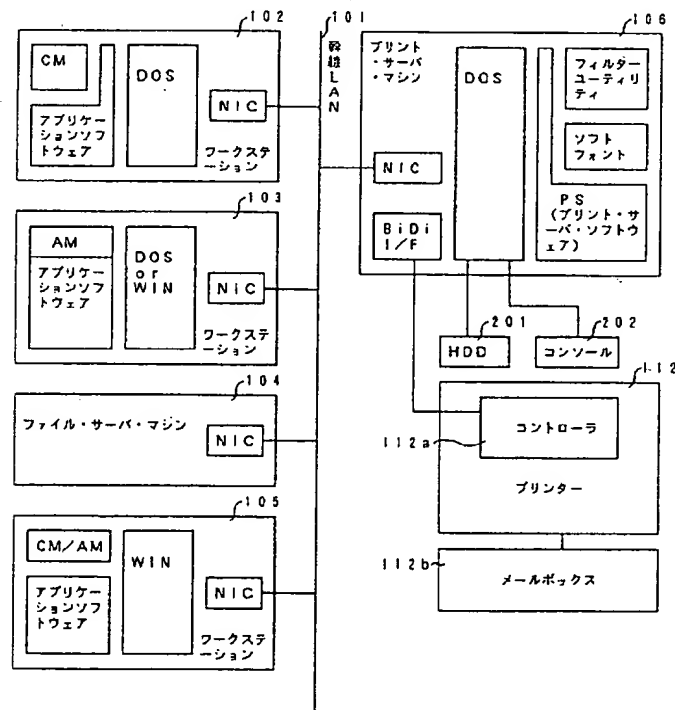 102
CM
DOS
NIC
アプリケー
ションソフ
トウェア
ワークステ
ーション
103
AM
アプリケー
ションソフ
トウェア
DOS
or
WIN
NIC
ワークステ
ーション
104
ファイル・サーバ・マシン
NIC
105
CM/AM
WIN
アプリケー
ションソフ
トウェア
NIC
ワークステ
ーション
101
幹線LAN
106
プリント
・サーバ
・マシン
DOS
フィルター
ユーティリ
ティ
ソフト
フォント
NIC
BiDi
I/F
PS
(プリント・サー
バ・ソフトウ
ェア)
201
HDD
202
コンソール
112
コントローラ
112a
プリンター
112b
メールボックス